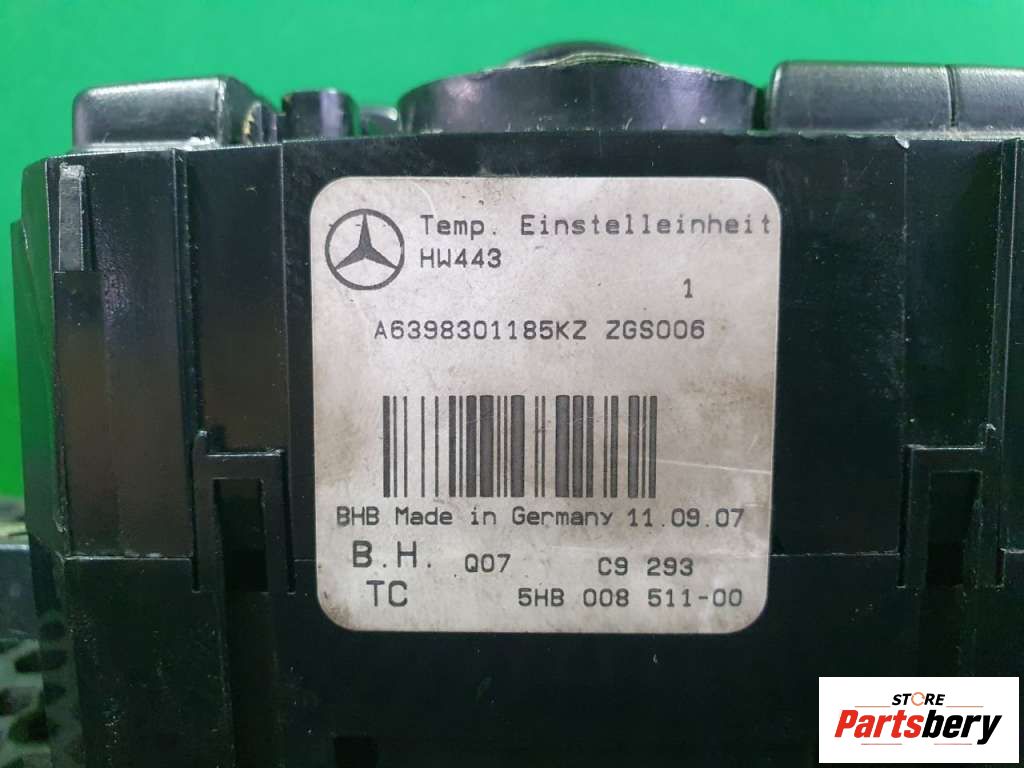 Temp. Einstelleinheit
HW443
1
A6398301185KZ ZGS006
BHB Made in Germany 11.09.07
B.H. Q07 C9 293
TC 5HB 008 511-00
STORE
Partsbery